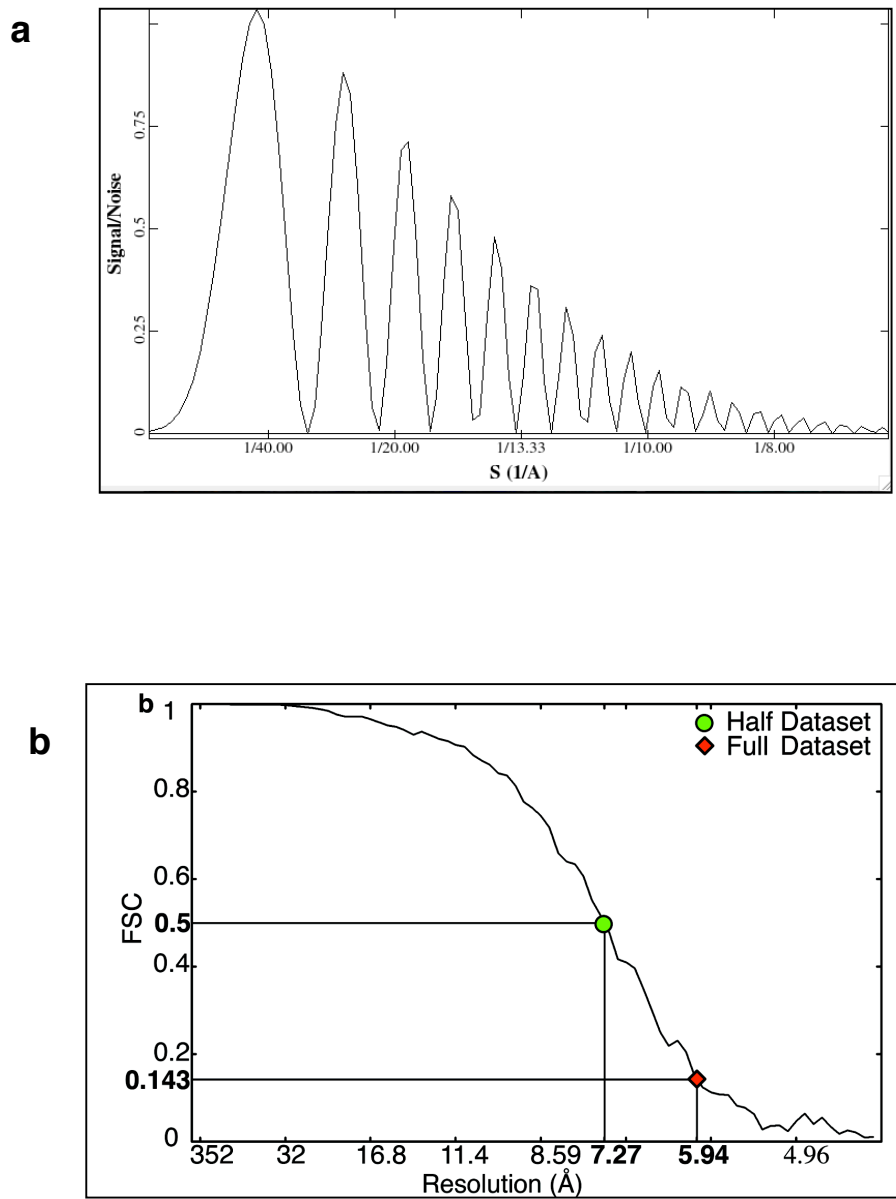 a
0.75
0.5
0.25
0
Signal/Noise
1/40.00 1/20.00 1/13.33 1/10.00 1/8.00
S (1/A)
b
b 1
0.8
0.6
0.5
0.4
0.2
0.143
0
FSC
Half Dataset
Full Dataset
352 32 16.8 11.4 8.59 7.27 5.94 4.96
Resolution (Å)